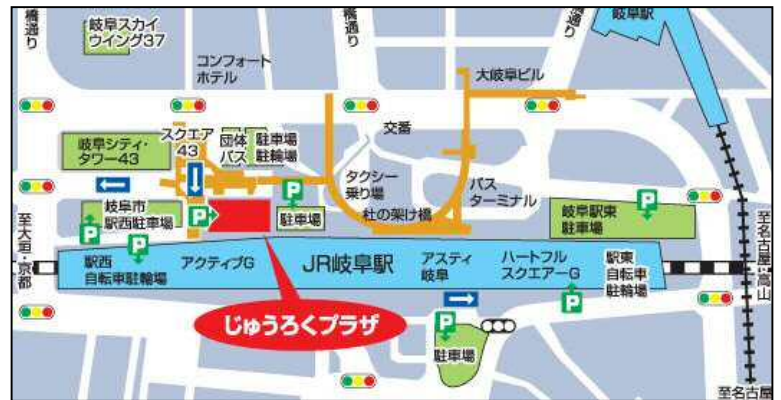 橋通り
岐阜スカイ
ウイング37
橋通り
岐阜駅
コンフォート
ホテル
大岐阜ビル
スクエア
43
団体
バス
駐車場
駐輪場
交番
岐阜シティ・
タワー43
タクシー
乗り場
バス
ターミナル
杜の架け橋
岐阜市
駅西駐車場
P
P
P
駐車場
P
岐阜駅東
駐車場
至大垣・京都
P
駅西
自転車駐輪場
アクティブG
JR岐阜駅
アスティ
岐阜
ハートフル
スクエアーG
駅東
自転車
駐輪場
至名古屋・高山
P
じゅうろくプラザ
P
駐車場
至名古屋